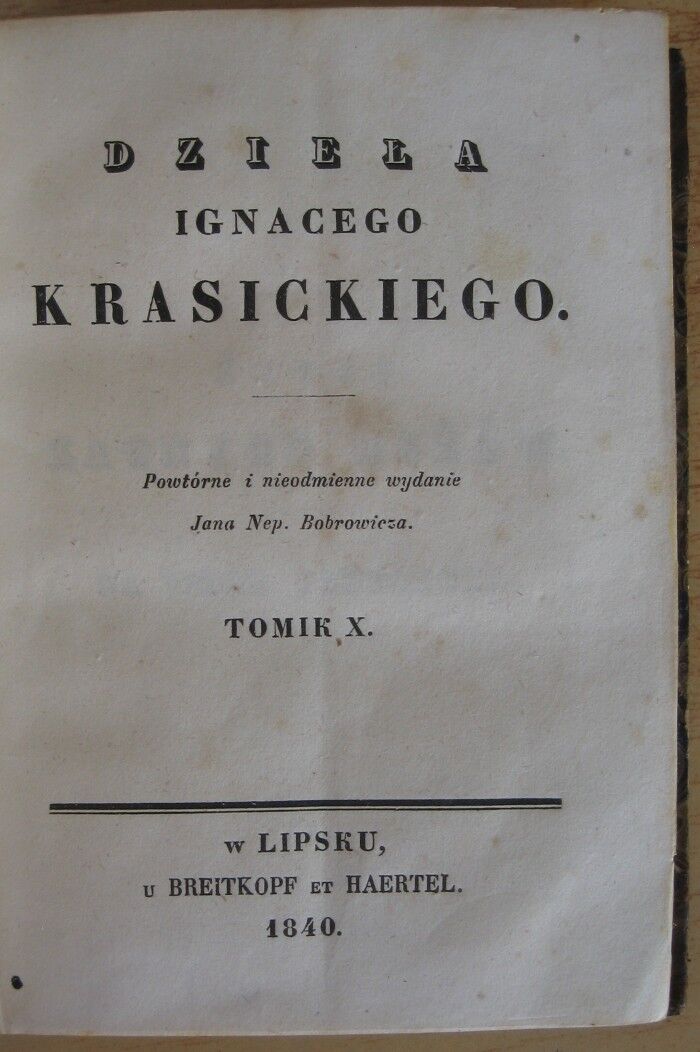 DZIEŁA
IGNACEGO
KRASICKIEGO.
Powtórne i nieodmienne wydanie
Jana Nep. Bobrowicza.
TOMIK X.
w LIPSKU,
U BREITKOPF ET HAERTEL.
1840.